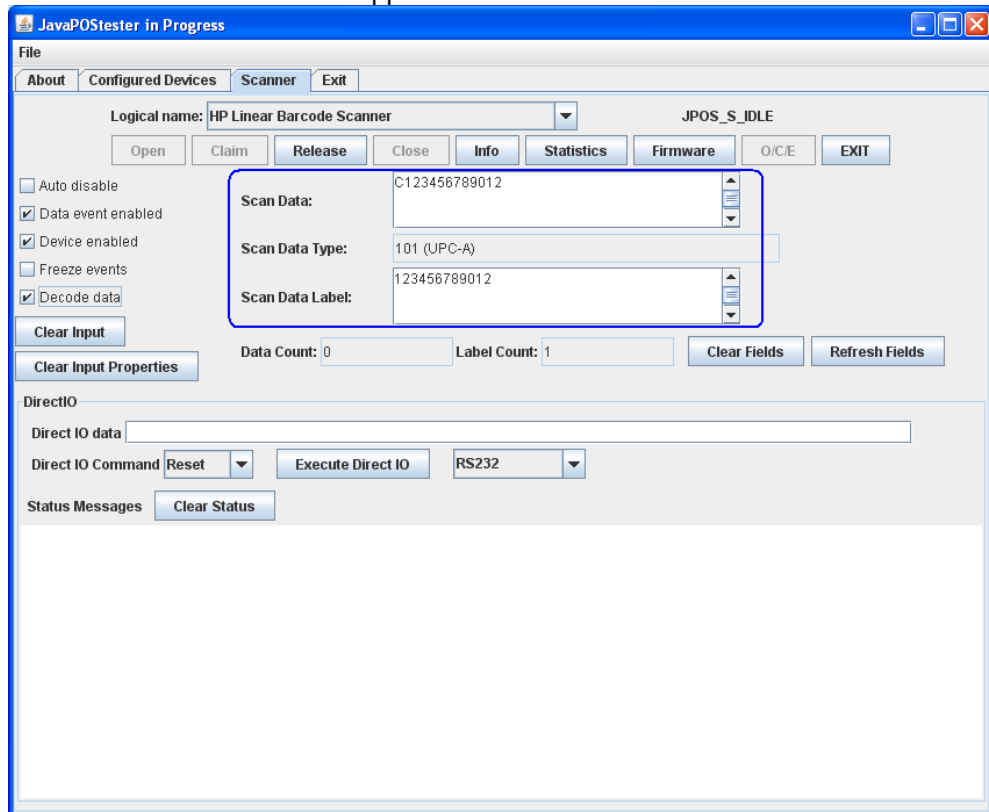 JavaPOStester in Progress
File
About Configured Devices Scanner Exit
Logical name: HP Linear Barcode Scanner JPOS_S_IDLE
Open Claim Release Close Info Statistics Firmware O/C/E EXIT
Auto disable
Data event enabled
Device enabled
Freeze events
Decode data
Clear Input
Clear Input Properties
Scan Data: C123456789012
Scan Data Type: 101 (UPC-A)
Scan Data Label: 123456789012
Data Count: 0 Label Count: 1 Clear Fields Refresh Fields
DirectIO
Direct IO data
Direct IO Command Reset Execute Direct IO RS232
Status Messages Clear Status